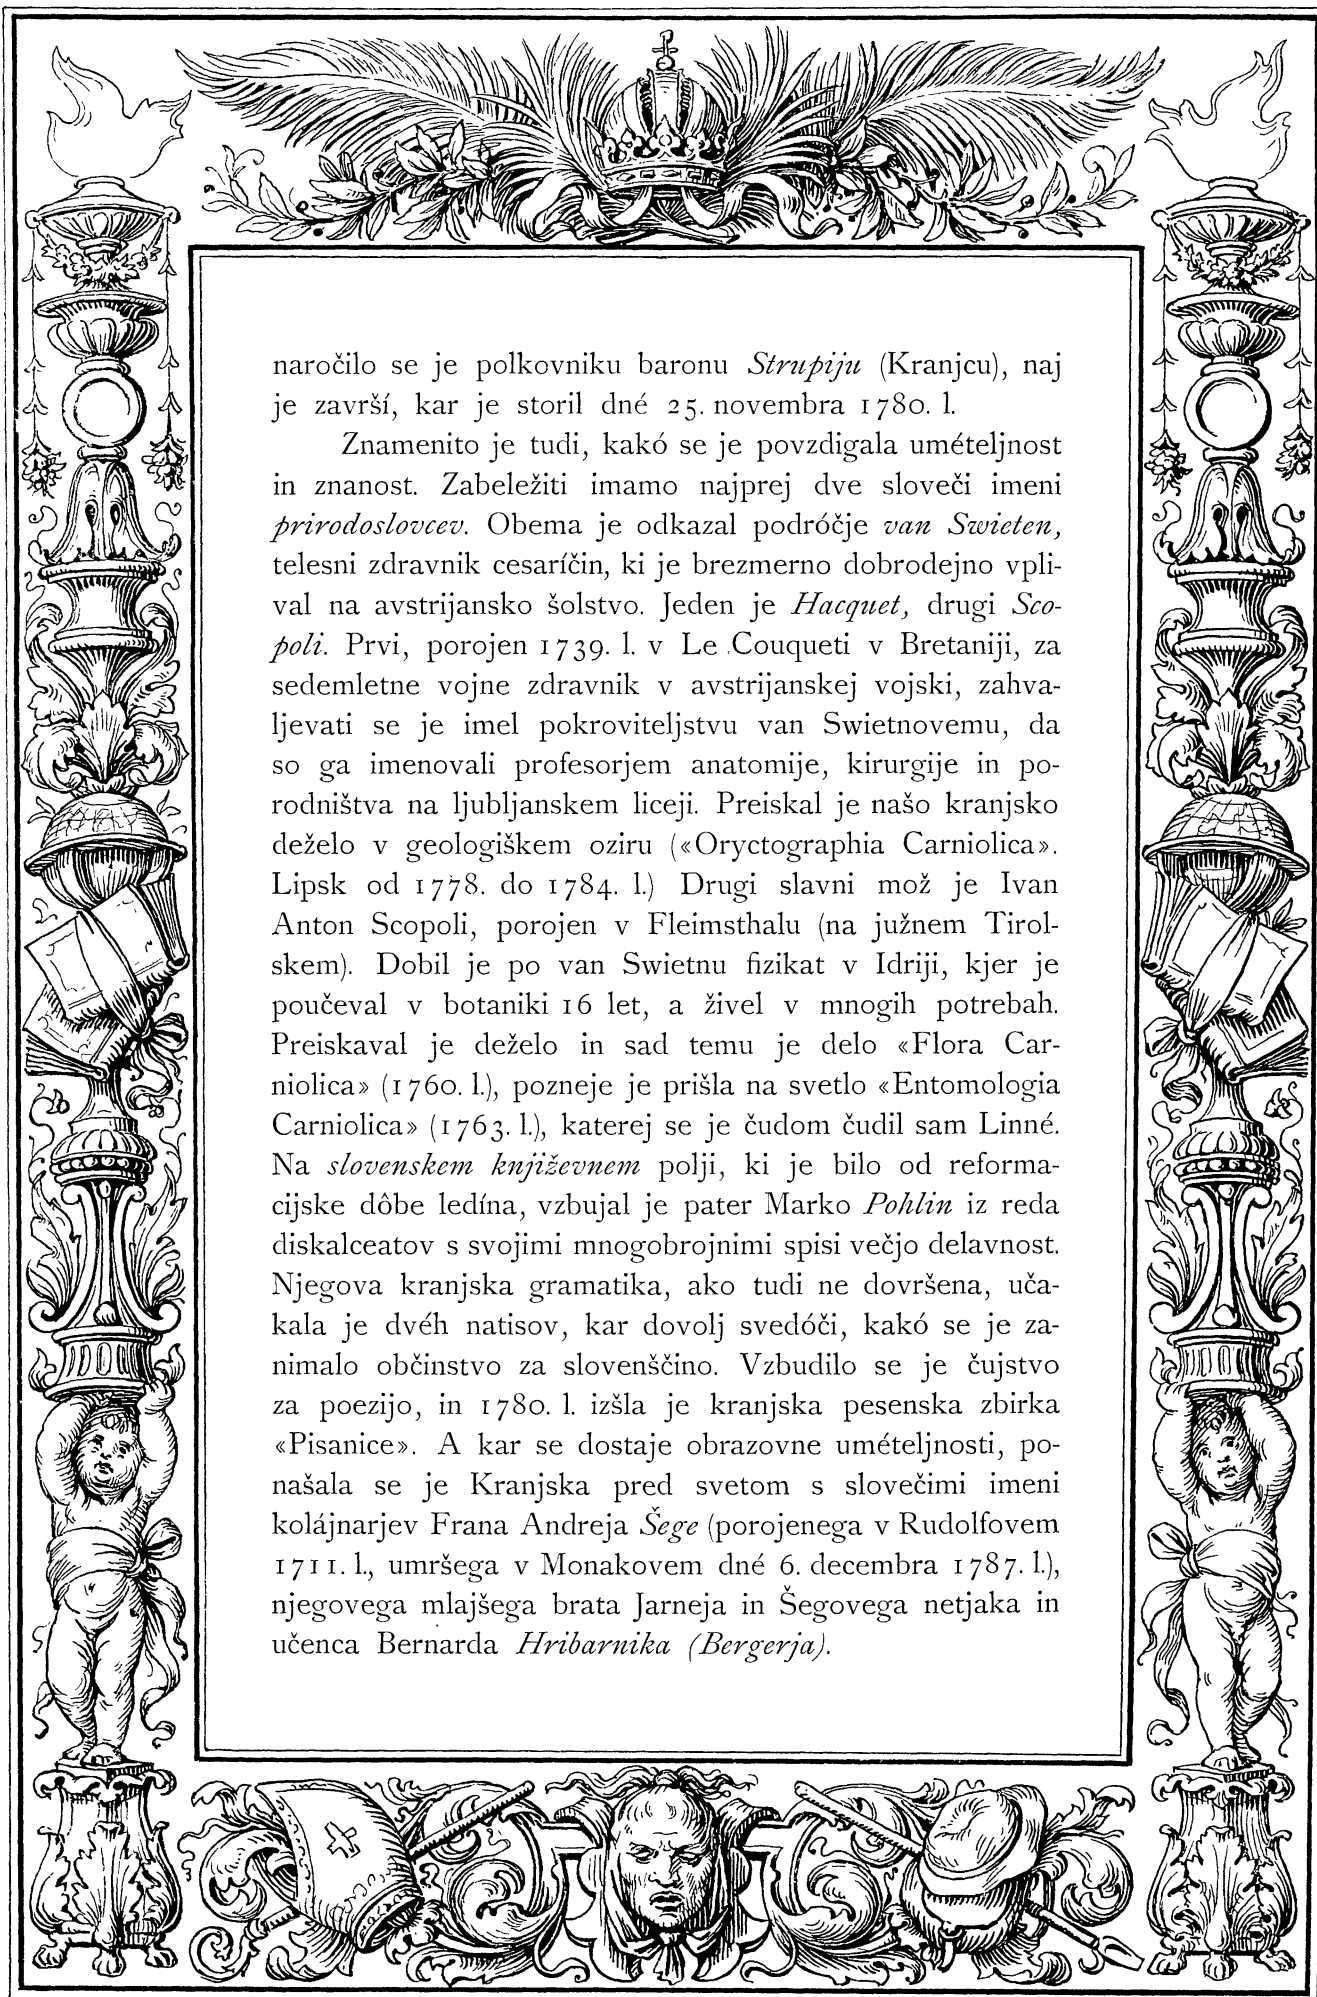 naročilo se je polkovniku baronu Strupiju (Kranjcu), naj
je završí, kar je storil dné 25. novembra 1780. l.
Znamenito je tudi, kakó se je povzdigala umételjnost
in znanost. Zabeležiti imamo najprej dve sloveči imeni
prirodoslovcev. Obema je odkazal podróčje van Swieten,
telesni zdravnik cesaríčin, ki je brezmerno dobrodejno vpli-
val na avstrijansko šolstvo. Jeden je Hacquet, drugi Sco-
poli. Prvi, porojen 1739. l. v Le Couqueti v Bretaniji, za
sedemletne vojne zdravnik v avstrijanskej vojski, zahva-
ljevati se je imel pokroviteljstvu van Swietnovemu, da
so ga imenovali profesorjem anatomije, kirurgije in po-
rodništva na ljubljanskem liceji. Preiskal je našo kranjsko
deželo v geologiškem oziru («Oryctographia Carniolica».
Lipsk od 1778. do 1784. l.) Drugi slavni mož je Ivan
Anton Scopoli, porojen v Fleimsthalu (na južnem Tirol-
skem). Dobil je po van Swietnu fizikat v Idriji, kjer je
poučeval v botaniki 16 let, a živel v mnogih potrebah.
Preiskaval je deželo in sad temu je delo «Flora Car-
niolica» (1760. l.), pozneje je prišla na svetlo «Entomologia
Carniolica» (1763. l.), katerej se je čudom čudil sam Linné.
Na slovenskem književnem polji, ki je bilo od reforma-
cijske dôbe ledína, vzbujal je pater Marko Pohlin iz reda
diskalceatov s svojimi mnogobrojnimi spisi večjo delavnost.
Njegova kranjska gramatika, ako tudi ne dovršena, uča-
kala je dvéh natisov, kar dovolj svedóči, kakó se je za-
nimalo občinstvo za slovenščino. Vzbudilo se je čujstvo
za poezijo, in 1780. l. izšla je kranjska pesenska zbirka
«Pisanice». A kar se dostaje obrazovne umételjnosti, po-
našala se je Kranjska pred svetom s slovečimi imeni
kolájnarjev Frana Andreja Šege (porojenega v Rudolfovem
1711. l., umršega v Monakovem dné 6. decembra 1787. l.),
njegovega mlajšega brata Jarneja in Šegovega netjaka in
učenca Bernarda Hribarnika (Bergerja).